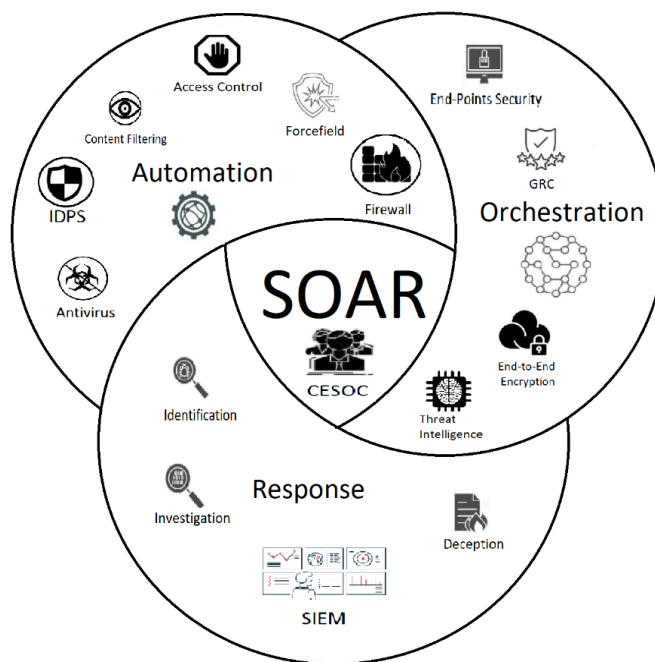 Access Control
End-Points Security
Content Filtering
Forcefield
Automation
GRC
IDPS
Firewall
Orchestration
SOAR
Antivirus
End-to-End
Encryption
CESOC
Identification
Threat
Intelligence
Response
Investigation
Deception
SIEM